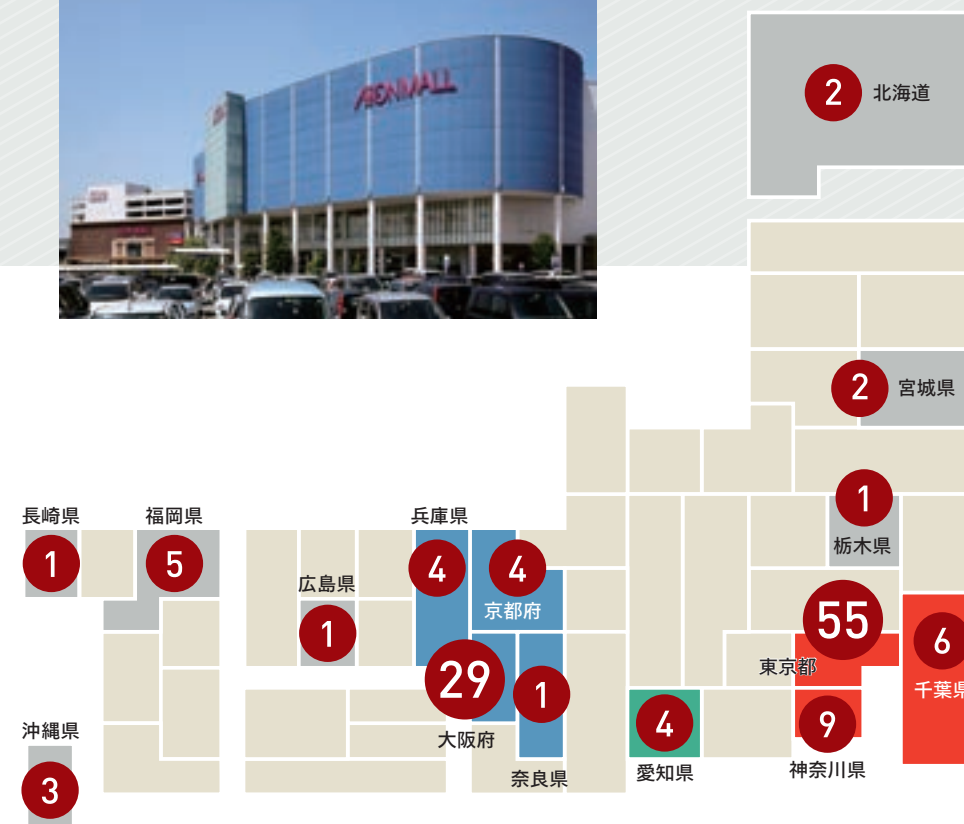 ÆONMALL
2 北海道
2 宮城県
1
栃木県
長崎県
1
福岡県
5
広島県
1
兵庫県
4
4
京都府
29
大阪府
1
奈良県
55
東京都
6
千葉県
9
神奈川県
4
愛知県
沖縄県
3